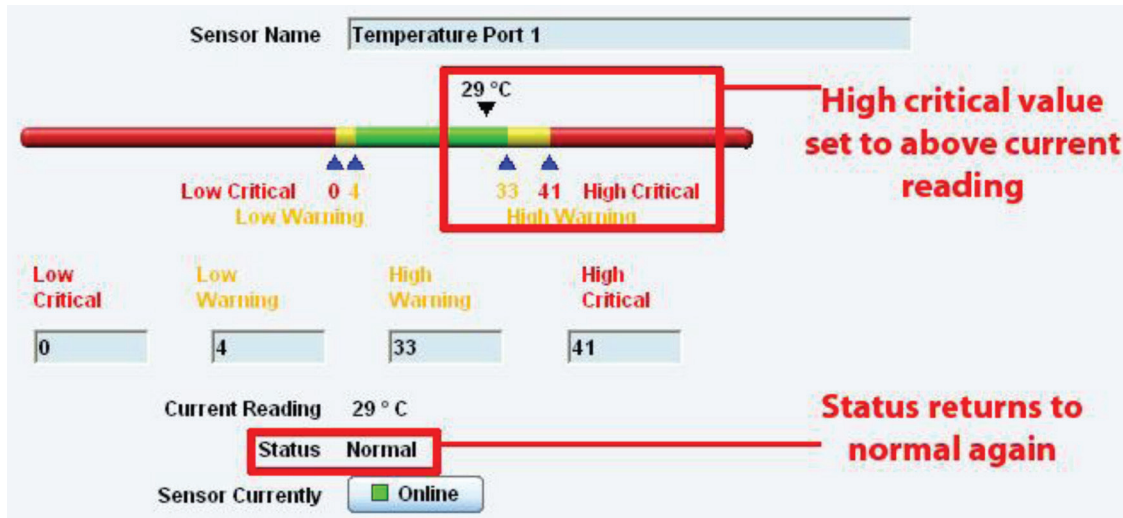 Sensor Name Temperature Port 1
29 °C
High critical value
set to above current
reading
Low Critical 0 4 33 41 High Critical
Low Warning High Warning
Low Critical
Low Warning
High Warning
High Critical
0 4 33 41
Current Reading 29 ° C
Status Normal
Status returns to
normal again
Sensor Currently Online